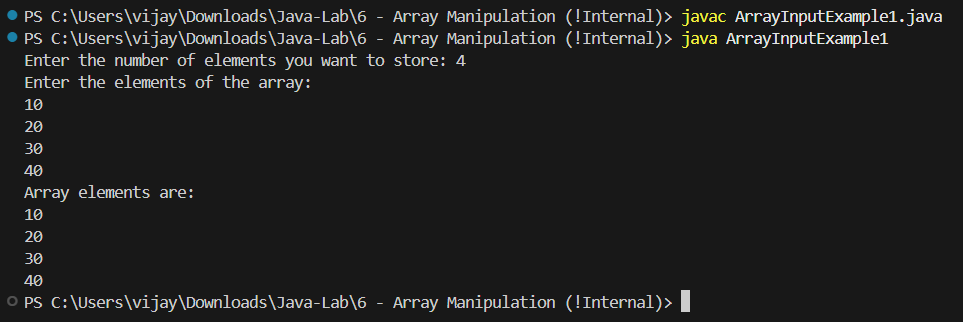 PS C:\Users\vijay\Downloads\Java-Lab\6 - Array Manipulation (!Internal)> javac ArrayInputExample1.java
PS C:\Users\vijay\Downloads\Java-Lab\6 - Array Manipulation (!Internal)> java ArrayInputExample1
Enter the number of elements you want to store: 4
Enter the elements of the array:
10
20
30
40
Array elements are:
10
20
30
40
PS C:\Users\vijay\Downloads\Java-Lab\6 - Array Manipulation (!Internal)>